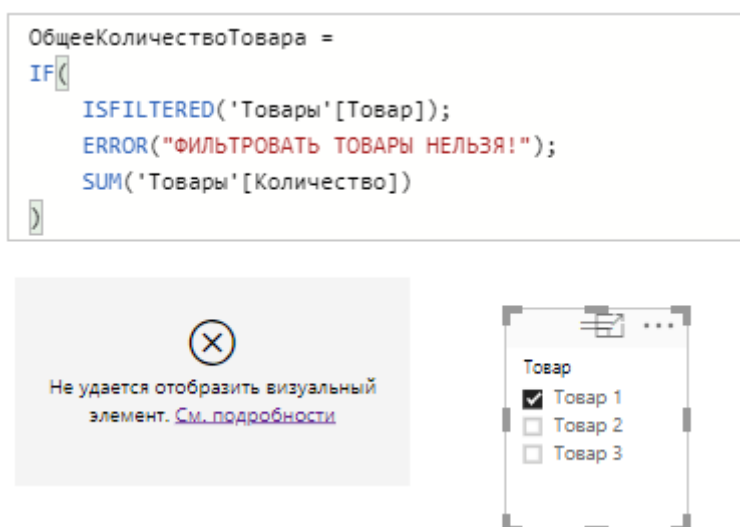 ОбщееКоличествоТовара =
IF(
ISFILTERED('Товары'[Товар]);
ERROR("ФИЛЬТРОВАТЬ ТОВАРЫ НЕЛЬЗЯ!");
SUM('Товары'[Количество])
)
Не удается отобразить визуальный
элемент. См. подробности
Товар
Товар 1
Товар 2
Товар 3